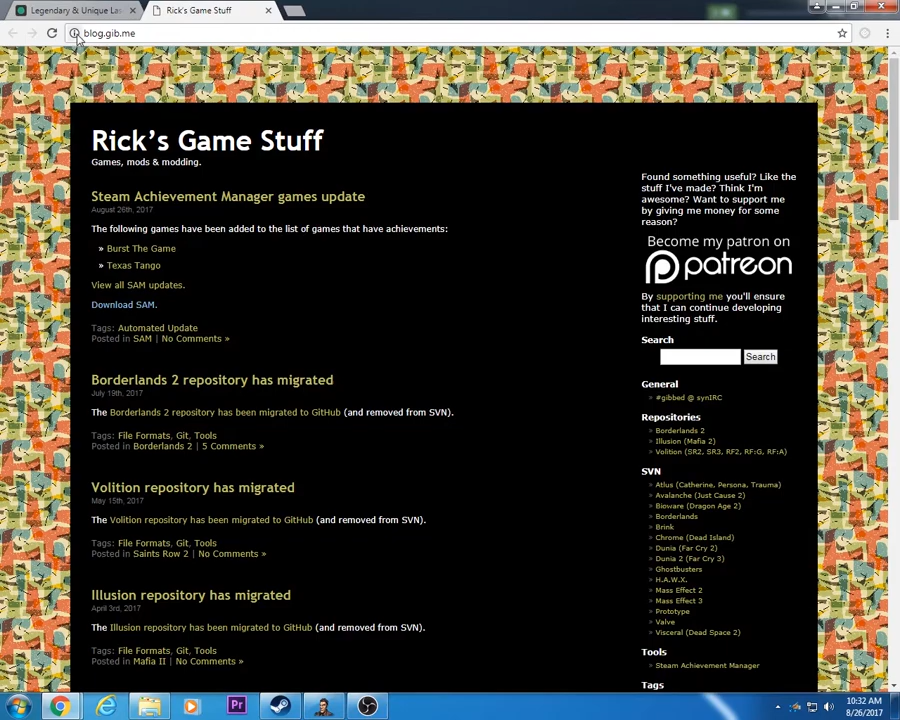 Legendary & Unique Las
Rick's Game Stuff
blog.gib.me
Rick's Game Stuff
Games, mods & modding.
Steam Achievement Manager games update
August 26th, 2017
The following games have been added to the list of games that have achievements:
» Burst The Game
» Texas Tango
View all SAM updates.
Download SAM.
Tags: Automated Update
Posted in SAM | No Comments »
Borderlands 2 repository has migrated
July 19th, 2017
The Borderlands 2 repository has been migrated to GitHub (and removed from SVN).
Tags: File Formats, Git, Tools
Posted in Borderlands 2 | 5 Comments »
Volition repository has migrated
May 15th, 2017
The Volition repository has been migrated to GitHub (and removed from SVN).
Tags: File Formats, Git, Tools
Posted in Saints Row 2 | No Comments »
Illusion repository has migrated
April 3rd, 2017
The Illusion repository has been migrated to GitHub (and removed from SVN).
Tags: File Formats, Git, Tools
Posted in Mafia II | No Comments »
Found something useful? Like the
stuff I've made? Think I'm
awesome? Want to support me
by giving me money for some
reason?
Become my patron on
patreon
By supporting me you'll ensure
that I can continue developing
interesting stuff.
Search
Search
General
» #gibbed @ synIRC
Repositories
» Borderlands 2
» Illusion (Mafia 2)
» Volition (SR2, SR3, RF2, RF:G, RF:A)
SVN
» Atlus (Catherine, Persona, Trauma)
» Avalanche (Just Cause 2)
» Bioware (Dragon Age 2)
» Borderlands
» Brink
» Chrome (Dead Island)
» Dunia (Far Cry 2)
» Dunia 2 (Far Cry 3)
» Ghostbusters
» H.A.W.X.
» Mass Effect 2
» Mass Effect 3
» Prototype
» Valve
» Visceral (Dead Space 2)
Tools
» Steam Achievement Manager
Tags
Pr
10:32 AM
8/26/2017